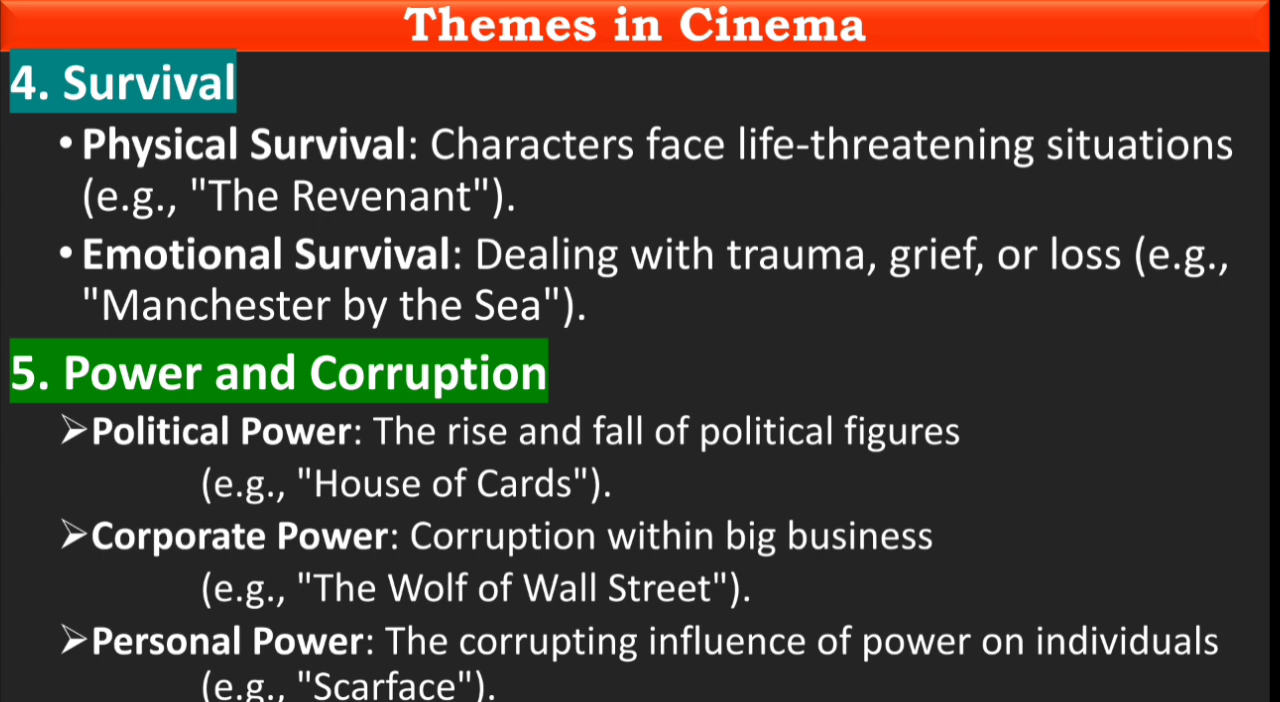 Themes in Cinema
4. Survival
• Physical Survival: Characters face life-threatening situations
(e.g., "The Revenant").
• Emotional Survival: Dealing with trauma, grief, or loss (e.g.,
"Manchester by the Sea").
5. Power and Corruption
➢Political Power: The rise and fall of political figures
(e.g., "House of Cards").
➢Corporate Power: Corruption within big business
(e.g., "The Wolf of Wall Street").
➢Personal Power: The corrupting influence of power on individuals
(e.g., "Scarface").